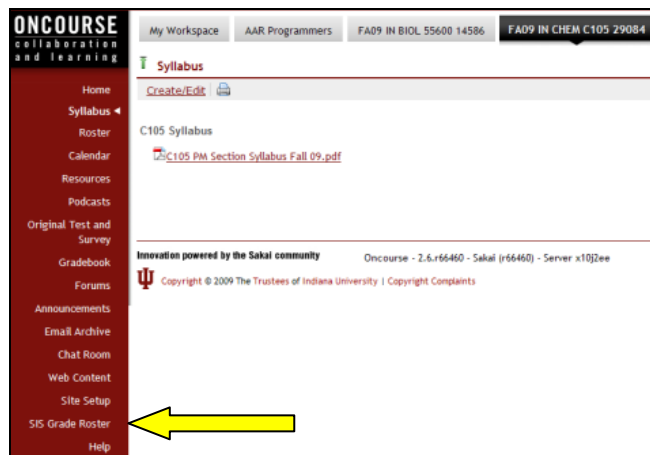 ONCOURSE
collaboration
and learning
My Workspace
AAR Programmers
FA09 IN BIOL 55600 14586
FA09 IN CHEM C105 29084
Syllabus
Create/Edit
C105 Syllabus
C105 PM Section Syllabus Fall 09.pdf
Innovation powered by the Sakai community
Oncourse - 2.6.r66460 - Sakai (r66460) - Server x10j2ee
Copyright © 2009 The Trustees of Indiana University | Copyright Complaints
Home
Syllabus
Roster
Calendar
Resources
Podcasts
Original Test and
Survey
Gradebook
Forums
Announcements
Email Archive
Chat Room
Web Content
Site Setup
SIS Grade Roster
Help